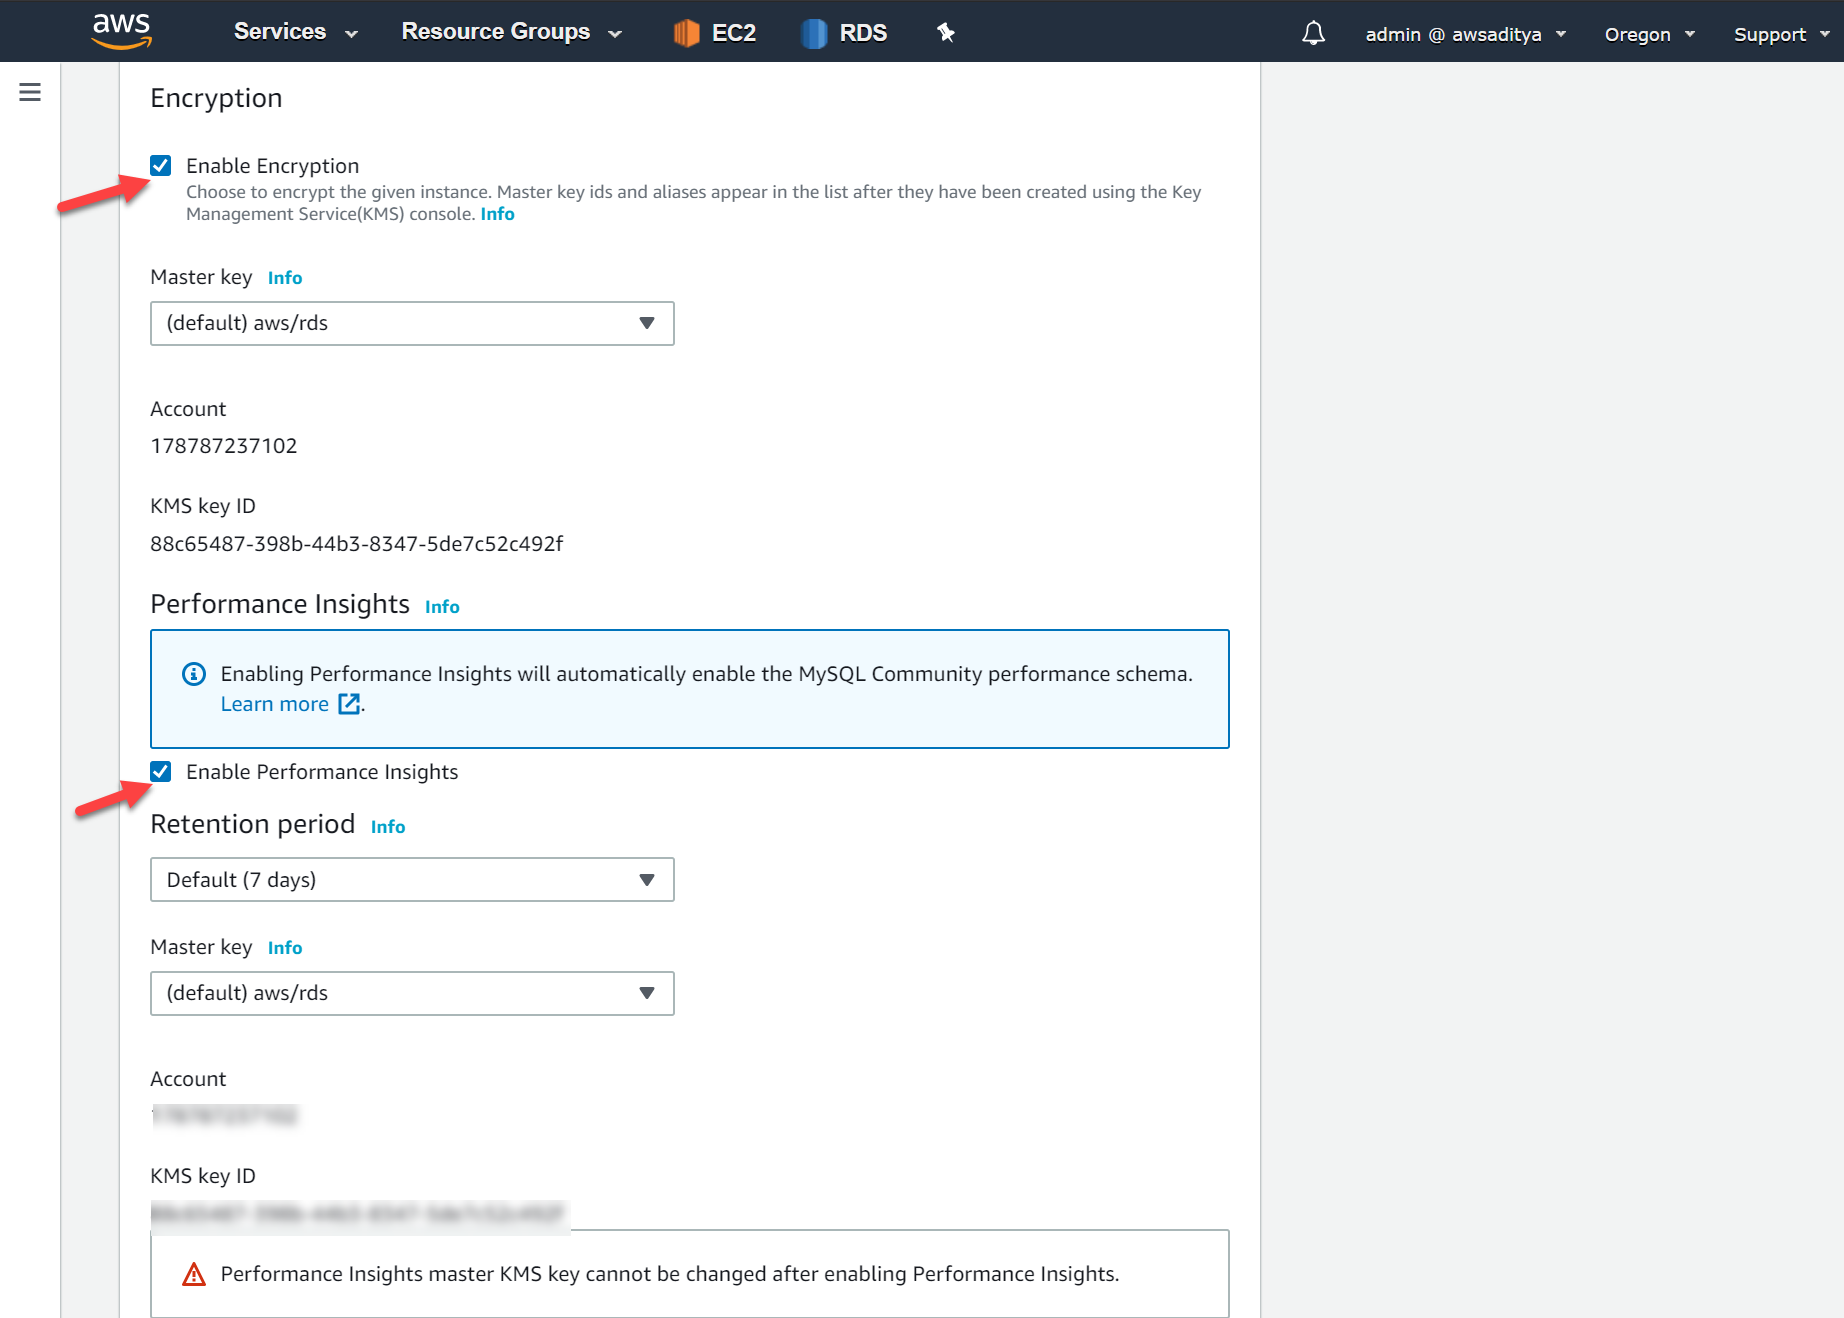 aws Services Resource Groups EC2 RDS admin @ awsaditya Oregon Support
Encryption
Enable Encryption
Choose to encrypt the given instance. Master key ids and aliases appear in the list after they have been created using the Key
Management Service(KMS) console. Info
Master key Info
(default) aws/rds
Account
178787237102
KMS key ID
88c65487-398b-44b3-8347-5de7c52c492f
Performance Insights Info
Enabling Performance Insights will automatically enable the MySQL Community performance schema.
Learn more .
Enable Performance Insights
Retention period Info
Default (7 days)
Master key Info
(default) aws/rds
Account
KMS key ID
Performance Insights master KMS key cannot be changed after enabling Performance Insights.